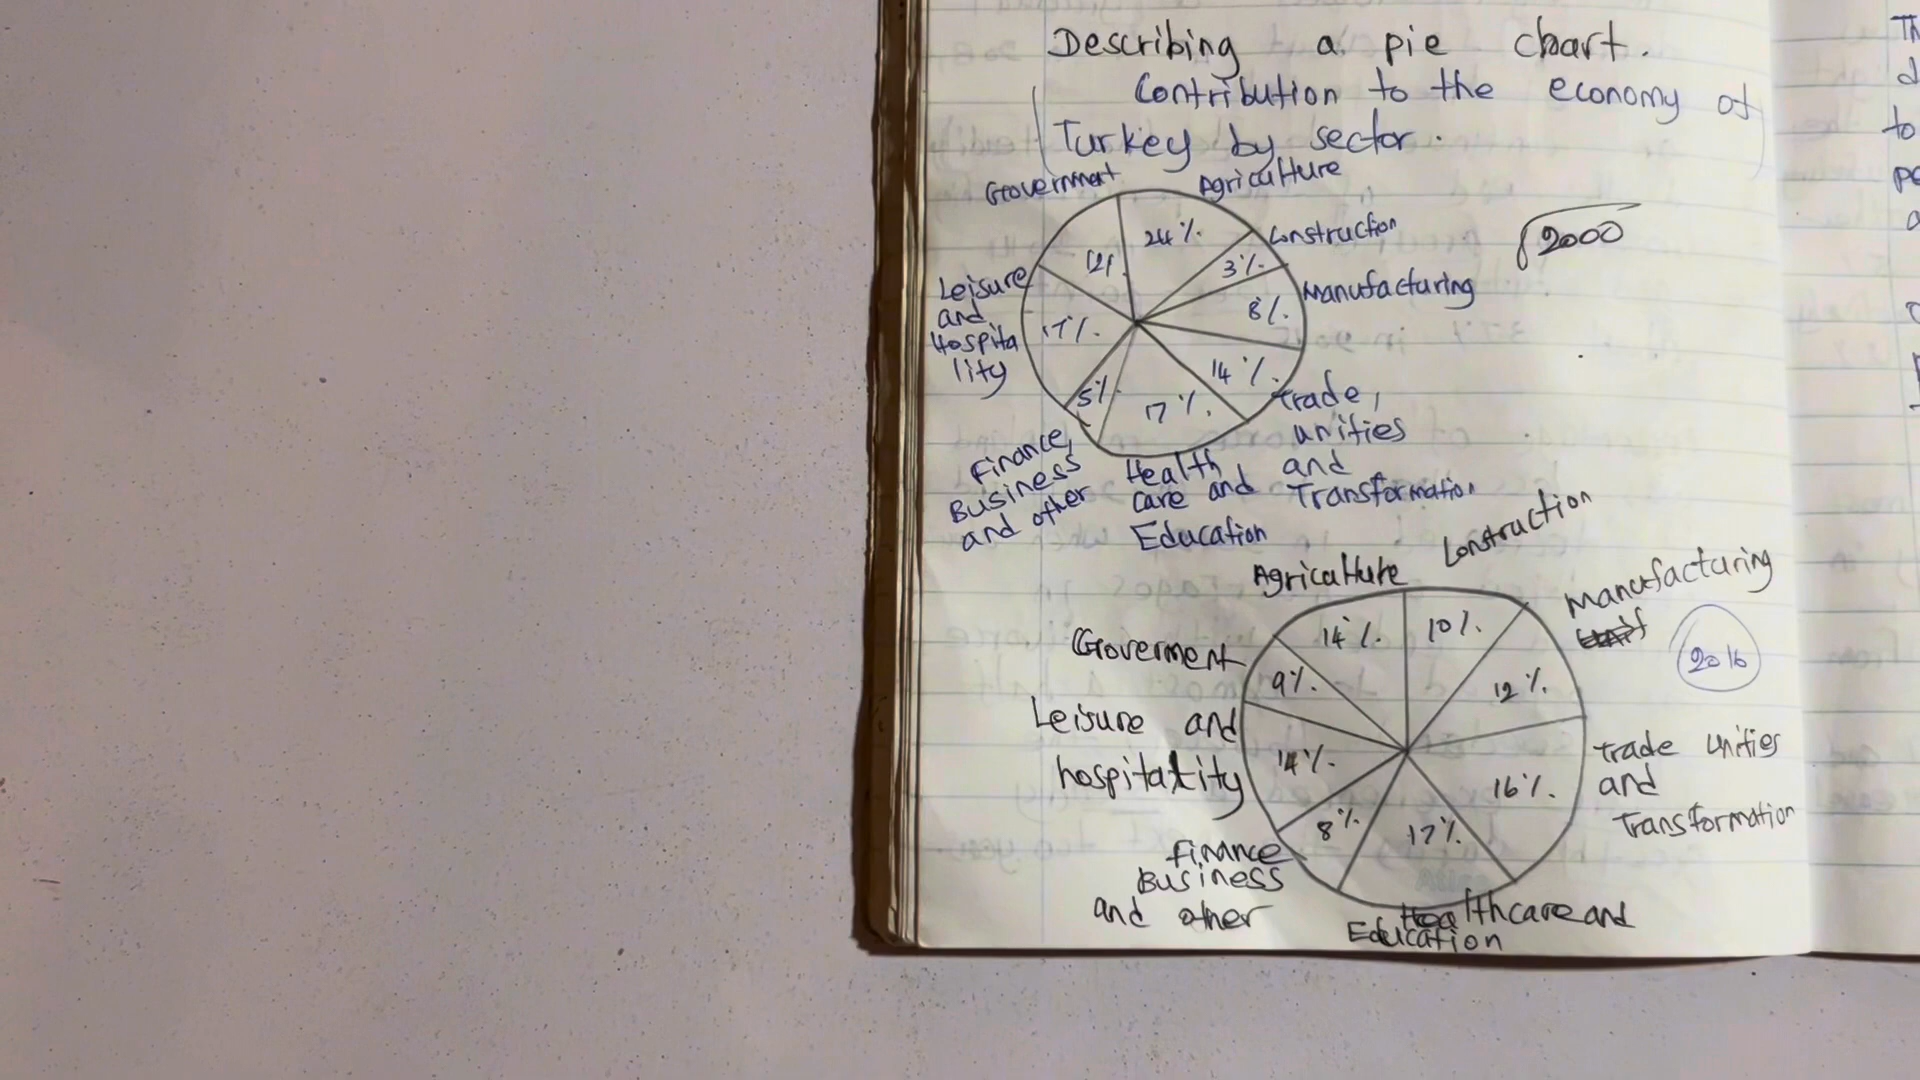 Describing a pie chart.
Contribution to the economy of
Turkey by sector.
Government
Agriculture
24%.
Construction
3%.
2000
Leisure
and
Hospita
lity
Manufacturing
8%.
17%.
14%.
5%
17%.
Trade,
unities
and
Transformation
Finance,
Business
and other
Health
care and
Education
Agriculture
Construction
Manufacturing
2016
14%.
10%.
Goverment
9%.
12%.
Leisure and
hospitality
14%.
Trade unities
and
Transformation
16%.
8%.
17%.
Finance
Business
and other
Healthcare and
Education